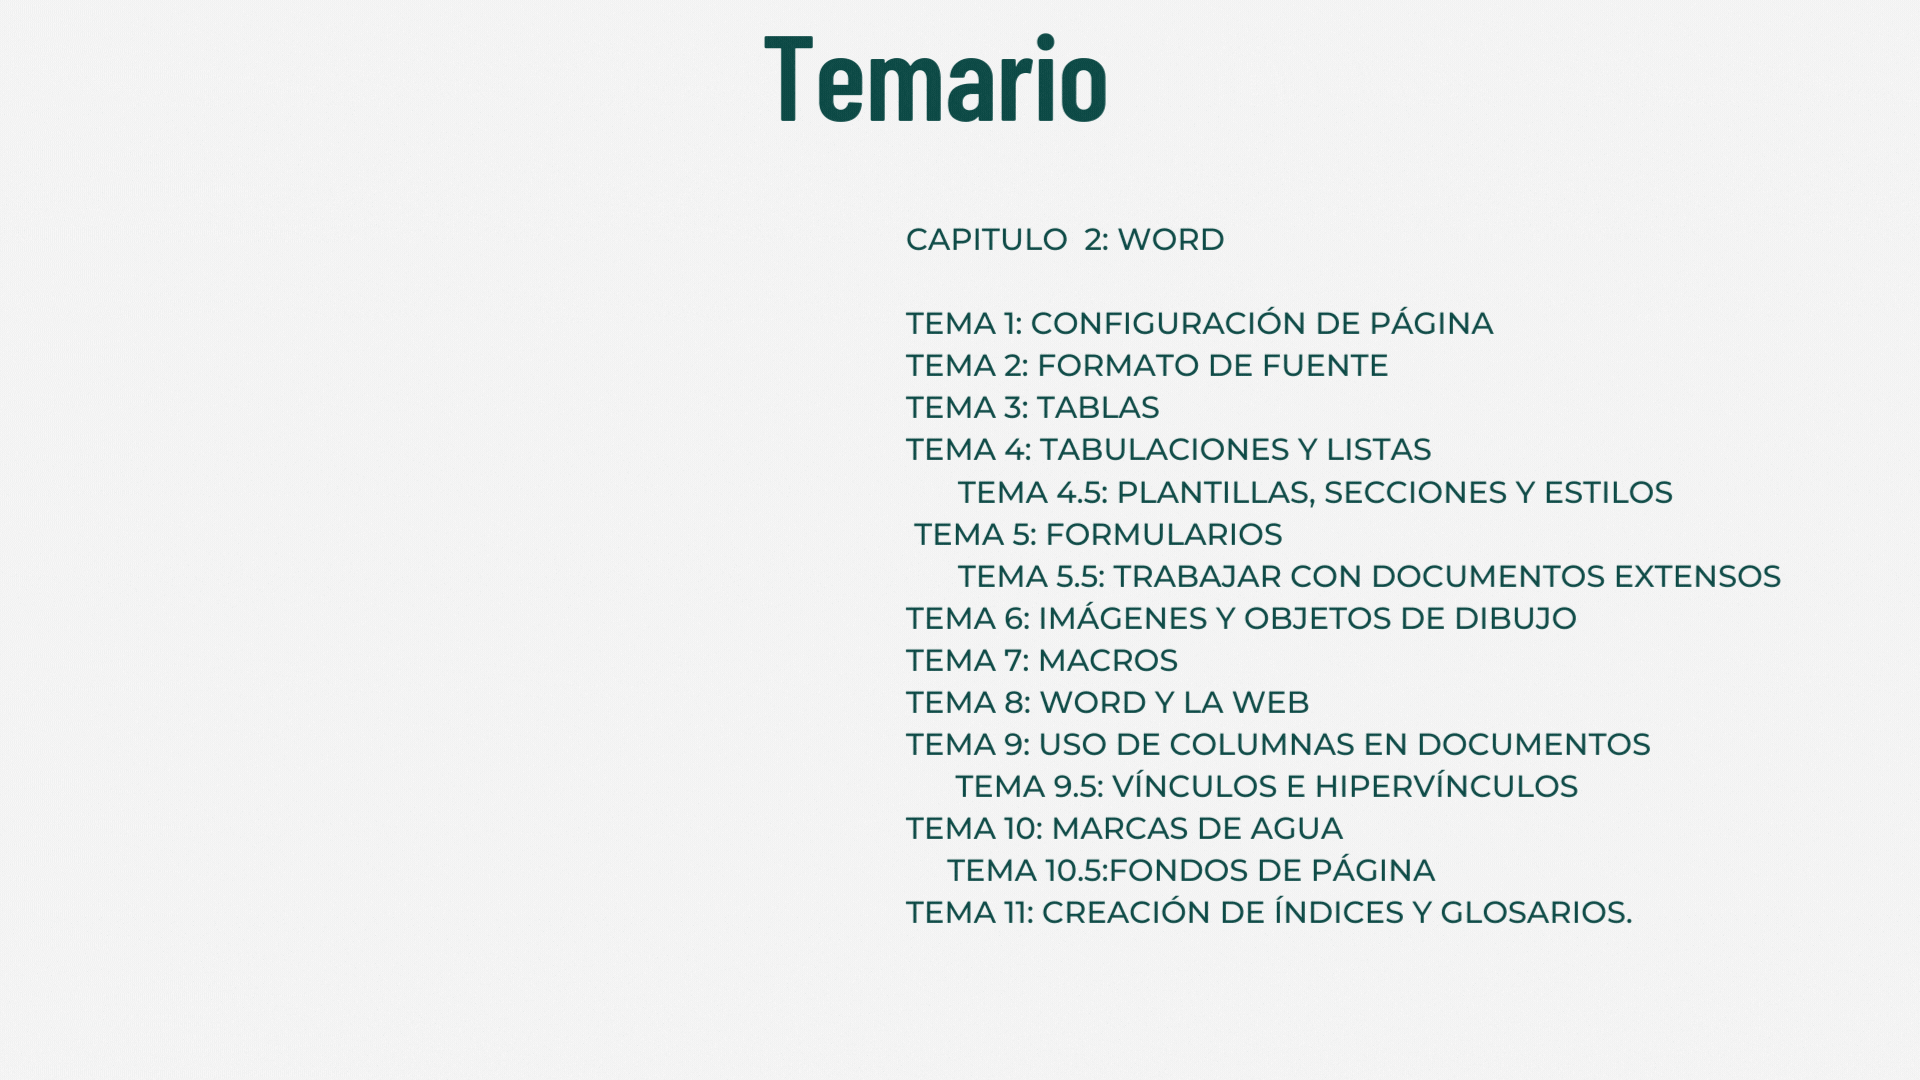 Temario
CAPITULO  2: WORD
TEMA 1: CONFIGURACIÓN DE PÁGINA
TEMA 2: FORMATO DE FUENTE
TEMA 3: TABLAS
TEMA 4: TABULACIONES Y LISTAS
TEMA 4.5: PLANTILLAS, SECCIONES Y ESTILOS
TEMA 5: FORMULARIOS
TEMA 5.5: TRABAJAR CON DOCUMENTOS EXTENSOS
TEMA 6: IMÁGENES Y OBJETOS DE DIBUJO
TEMA 7: MACROS
TEMA 8: WORD Y LA WEB
TEMA 9: USO DE COLUMNAS EN DOCUMENTOS
TEMA 9.5: VÍNCULOS E HIPERVÍNCULOS
TEMA 10: MARCAS DE AGUA
TEMA 10.5:FONDOS DE PÁGINA
TEMA 11: CREACIÓN DE ÍNDICES Y GLOSARIOS.